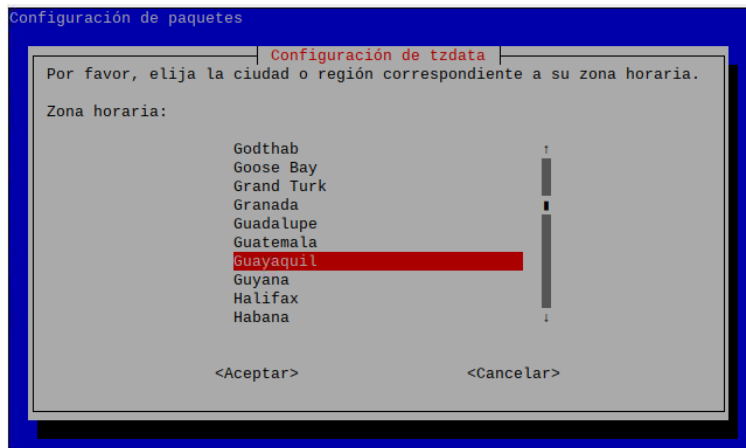 Configuración de paquetes
Configuración de tzdata
Por favor, elija la ciudad o región correspondiente a su zona horaria.
Zona horaria:
Godthab
Goose Bay
Grand Turk
Granada
Guadalupe
Guatemala
Guayaquil
Guyana
Halifax
Habana
<Aceptar> <Cancelar>